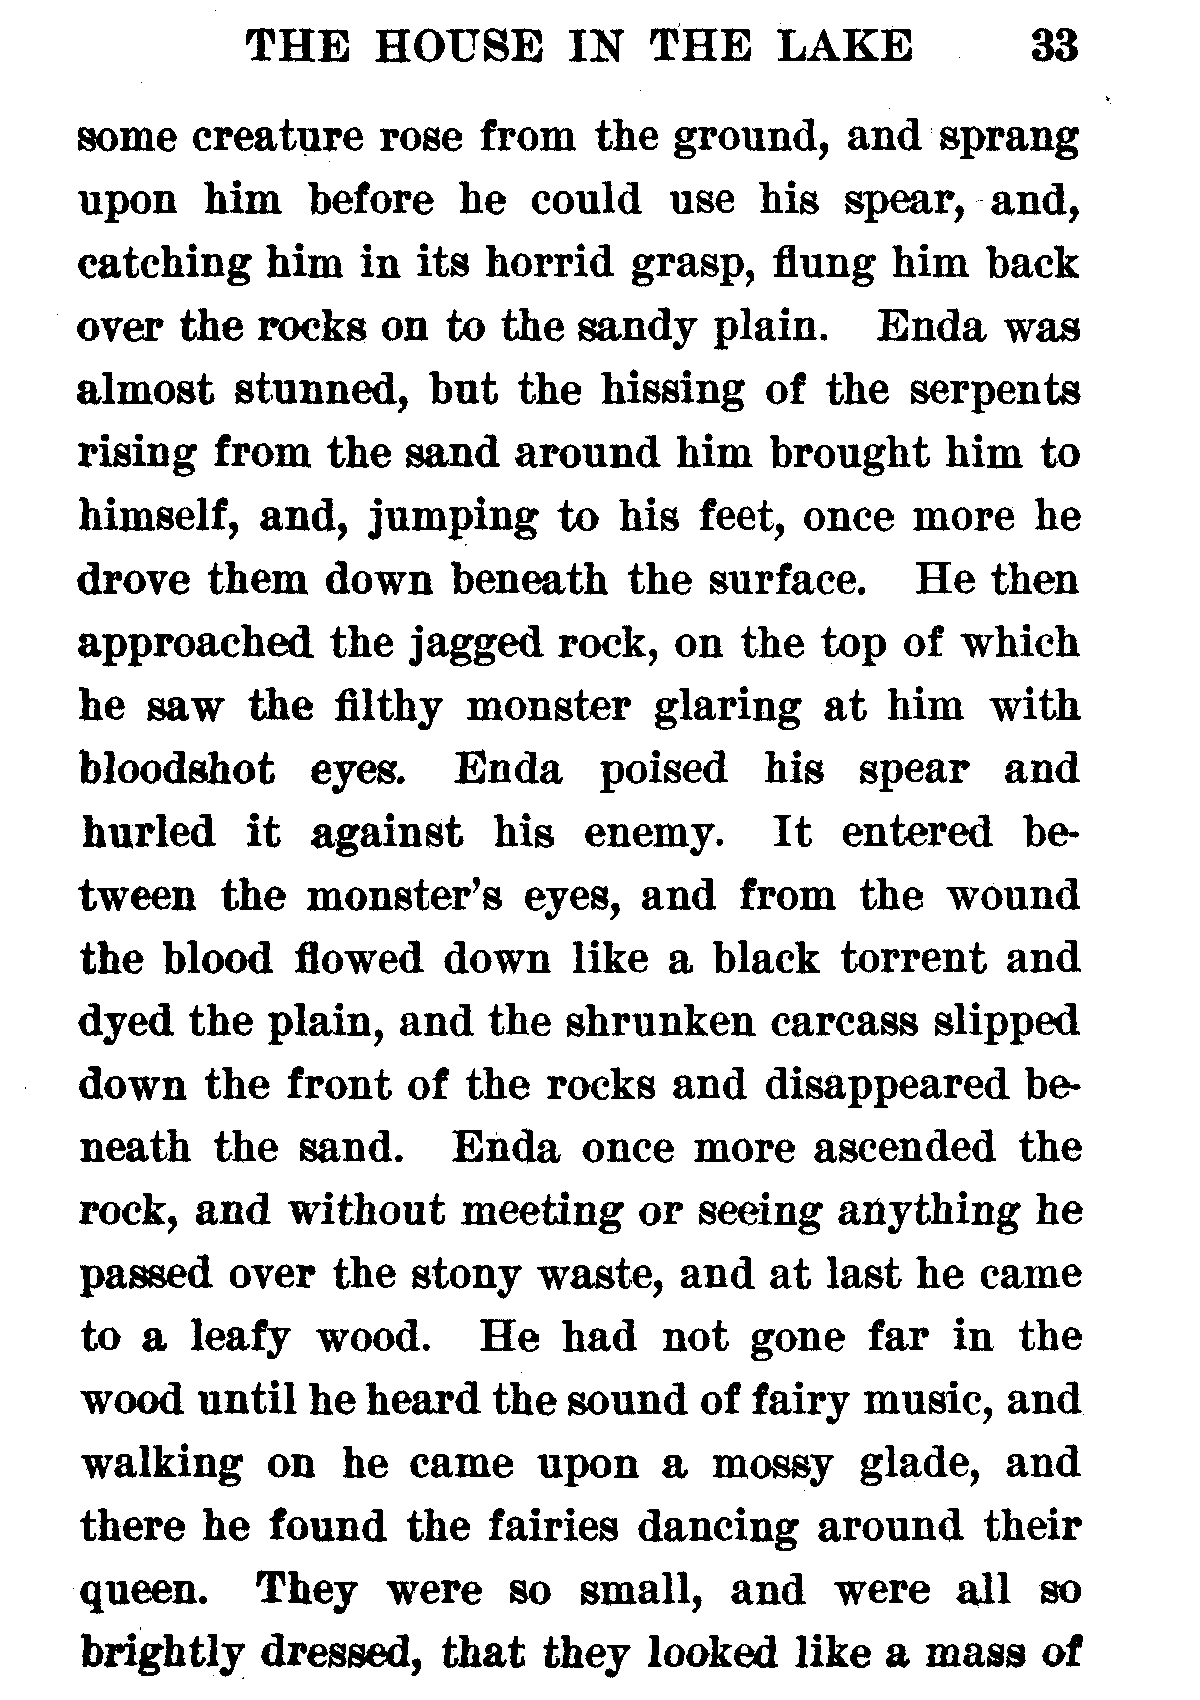 THE HOUSE IN THE LAKE 33
some creature rose from the ground, and sprang
upon him before he could use his spear, and,
catching him in its horrid grasp, flung him back
over the rocks on to the sandy plain. Enda was
almost stunned, but the hissing of the serpents
rising from the sand around him brought him to
himself, and, jumping to his feet, once more he
drove them down beneath the surface. He then
approached the jagged rock, on the top of which
he saw the filthy monster glaring at him with
bloodshot eyes. Enda poised his spear and
hurled it against his enemy. It entered be-
tween the monster's eyes, and from the wound
the blood flowed down like a black torrent and
dyed the plain, and the shrunken carcass slipped
down the front of the rocks and disappeared be-
neath the sand. Enda once more ascended the
rock, and without meeting or seeing anything he
passed over the stony waste, and at last he came
to a leafy wood. He had not gone far in the
wood until he heard the sound of fairy music, and
walking on he came upon a mossy glade, and
there he found the fairies dancing around their
queen. They were so small, and were all so
brightly dressed, that they looked like a mass of